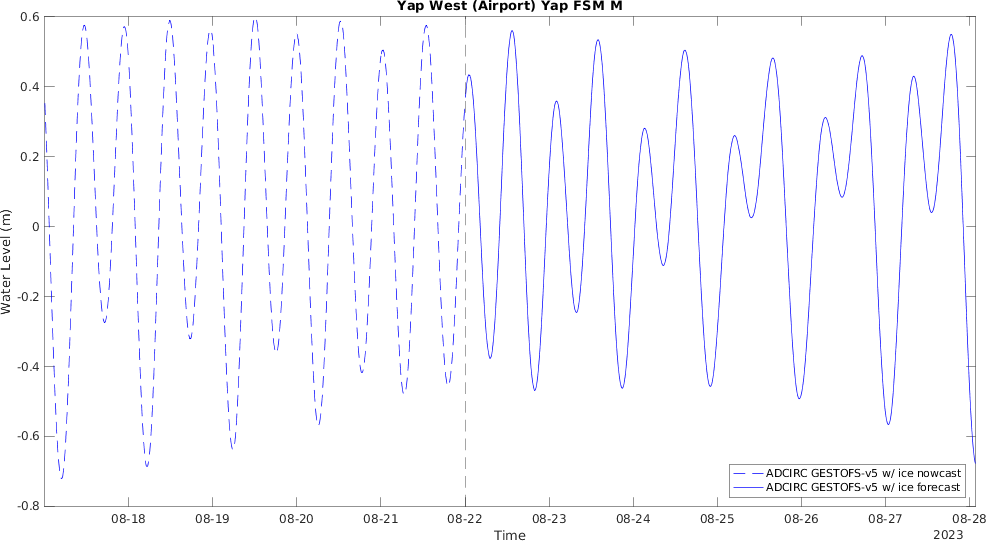 Yap West (Airport) Yap FSM M
Water Level (m)
0.6
0.4
0.2
0
-0.2
-0.4
-0.6
-0.8
08-18 08-19 08-20 08-21 08-22 08-23 08-24 08-25 08-26 08-27 08-28
Time
2023
ADCIRC GESTOFS-v5 w/ ice nowcast
ADCIRC GESTOFS-v5 w/ ice forecast